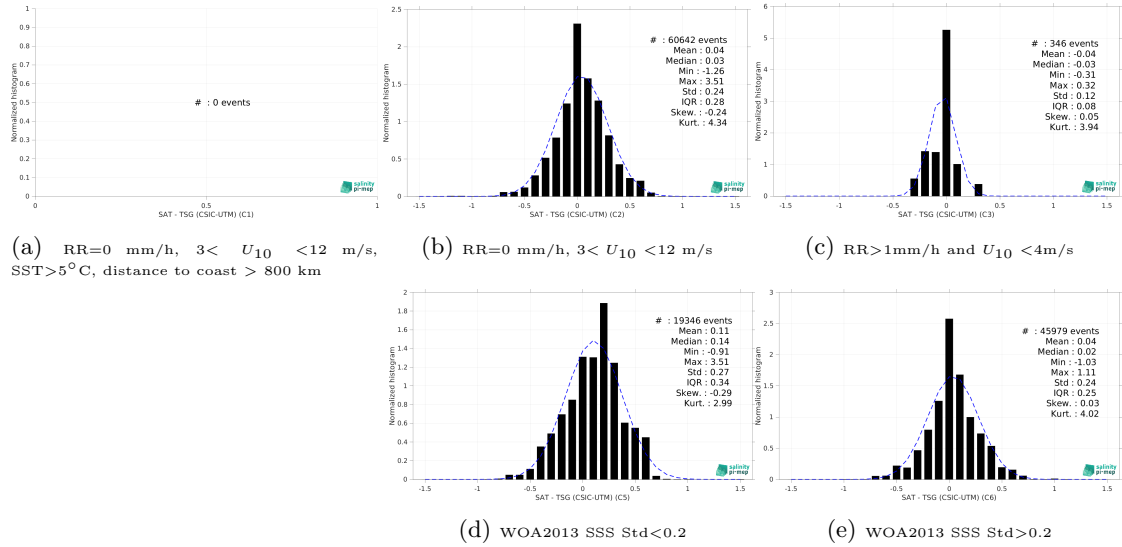 1
0.9
0.8
0.7
0.6
0.5
0.4
0.3
0.2
0.1
0
Normalized histogram
# : 0 events
salinity
pi-mep
0 0.5 1
SAT - TSG (CSIC-UTM) (C1)
(a) RR=0 mm/h, 3< U10 <12 m/s,
SST>5°C, distance to coast > 800 km
2.5
2
1.5
1
0.5
0
Normalized histogram
# : 60642 events
Mean : 0.04
Median : 0.03
Min : -1.26
Max : 3.51
Std : 0.24
IQR : 0.28
Skew. : -0.24
Kurt. : 4.34
salinity
pi-mep
-1.5 -1 -0.5 0 0.5 1 1.5
SAT - TSG (CSIC-UTM) (C2)
(b) RR=0 mm/h, 3< U10 <12 m/s
6
5
4
3
2
1
0
Normalized histogram
# : 346 events
Mean : -0.04
Median : -0.03
Min : -0.31
Max : 0.32
Std : 0.12
IQR : 0.08
Skew. : 0.05
Kurt. : 3.94
salinity
pi-mep
-1.5 -1 -0.5 0 0.5 1 1.5
SAT - TSG (CSIC-UTM) (C3)
(c) RR>1mm/h and U10 <4m/s
2
1.8
1.6
1.4
1.2
1
0.8
0.6
0.4
0.2
0
Normalized histogram
# : 19346 events
Mean : 0.11
Median : 0.14
Min : -0.91
Max : 3.51
Std : 0.27
IQR : 0.34
Skew. : -0.29
Kurt. : 2.99
salinity
pi-mep
-1.5 -1 -0.5 0 0.5 1 1.5
SAT - TSG (CSIC-UTM) (C5)
(d) WOA2013 SSS Std<0.2
3
2.5
2
1.5
1
0.5
0
Normalized histogram
# : 45979 events
Mean : 0.04
Median : 0.02
Min : -1.03
Max : 1.11
Std : 0.24
IQR : 0.25
Skew. : 0.03
Kurt. : 4.02
salinity
pi-mep
-1.5 -1 -0.5 0 0.5 1 1.5
SAT - TSG (CSIC-UTM) (C6)
(e) WOA2013 SSS Std>0.2